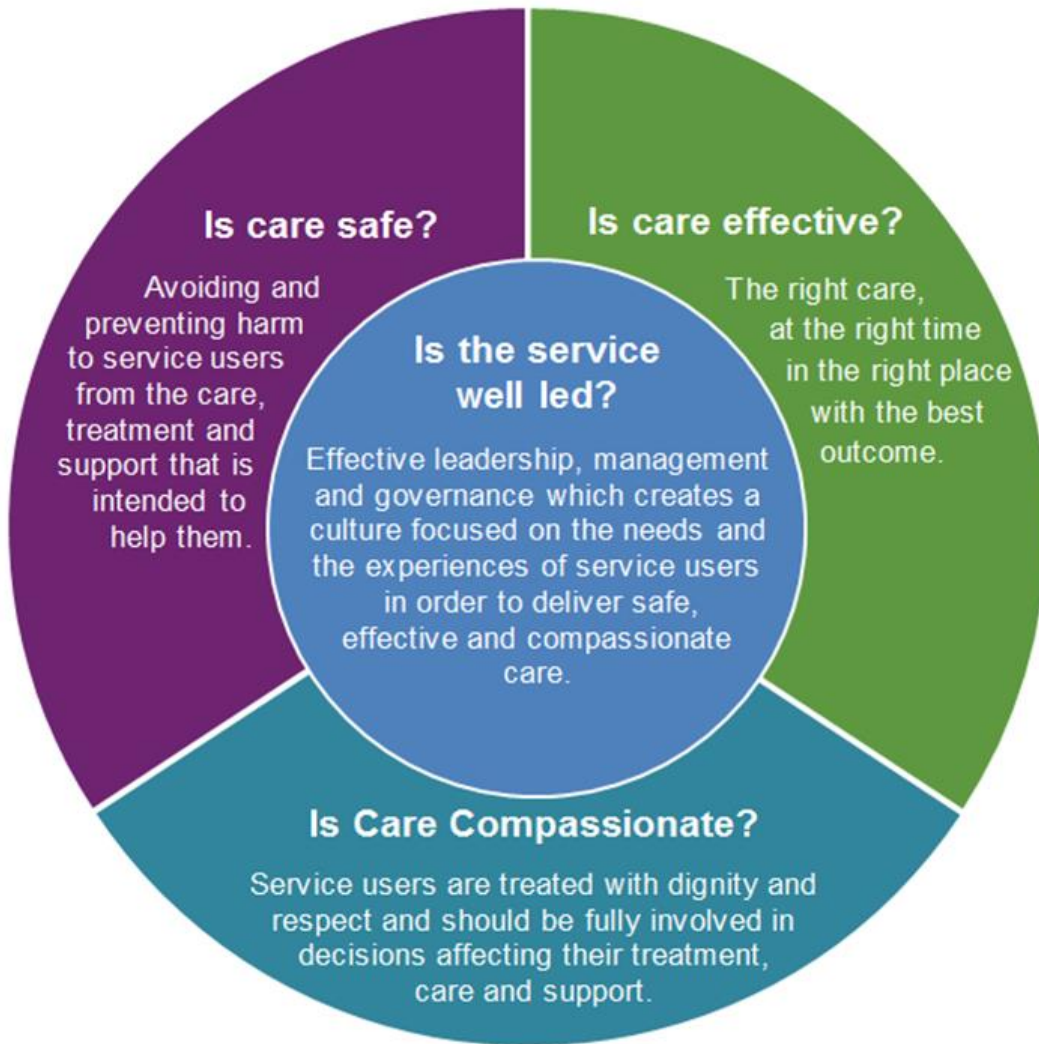 Is care safe?
Avoiding and
preventing harm
to service users
from the care,
treatment and
support that is
intended to
help them.
Is care effective?
The right care,
at the right time
in the right place
with the best
outcome.
Is the service
well led?
Effective leadership, management
and governance which creates a
culture focused on the needs and
the experiences of service users
in order to deliver safe,
effective and compassionate
care.
Is Care Compassionate?
Service users are treated with dignity and
respect and should be fully involved in
decisions affecting their treatment,
care and support.